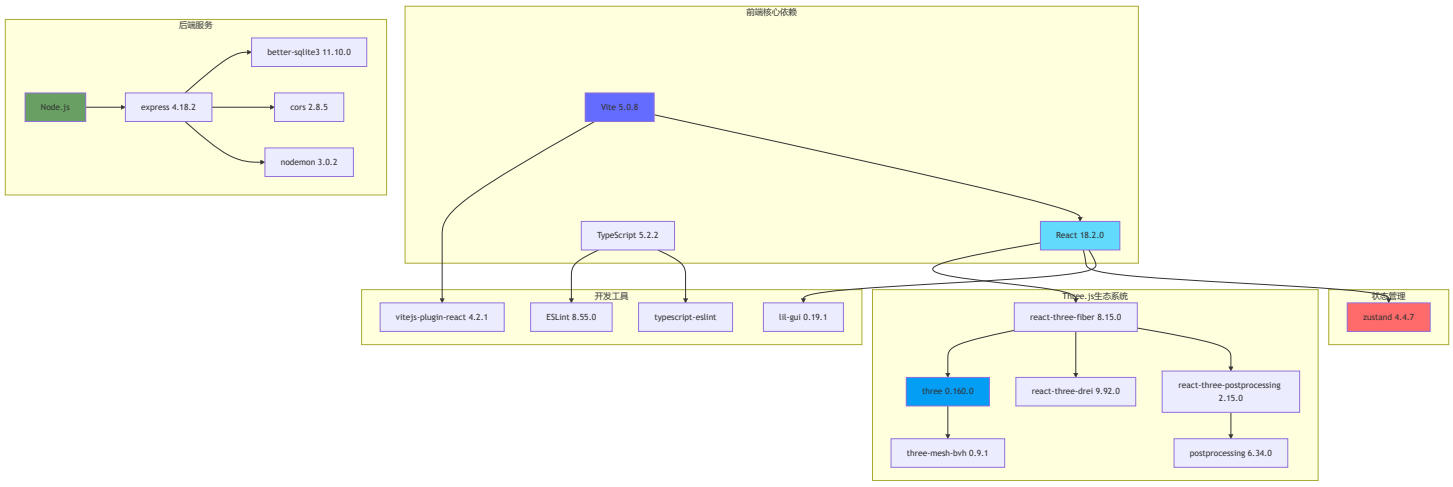 后端服务
better-sqlite3 11.10.0
Node.js
express 4.18.2
cors 2.8.5
nodemon 3.0.2
前端核心依赖
Vite 5.0.8
TypeScript 5.2.2
React 18.2.0
开发工具
vitejs-plugin-react 4.2.1
ESLint 8.55.0
typescript-eslint
lil-gui 0.19.1
Three.js生态系统
react-three-fiber 8.15.0
three 0.160.0
react-three-drei 9.92.0
react-three-postprocessing
2.15.0
three-mesh-bvh 0.9.1
postprocessing 6.34.0
状态管理
zustand 4.4.7